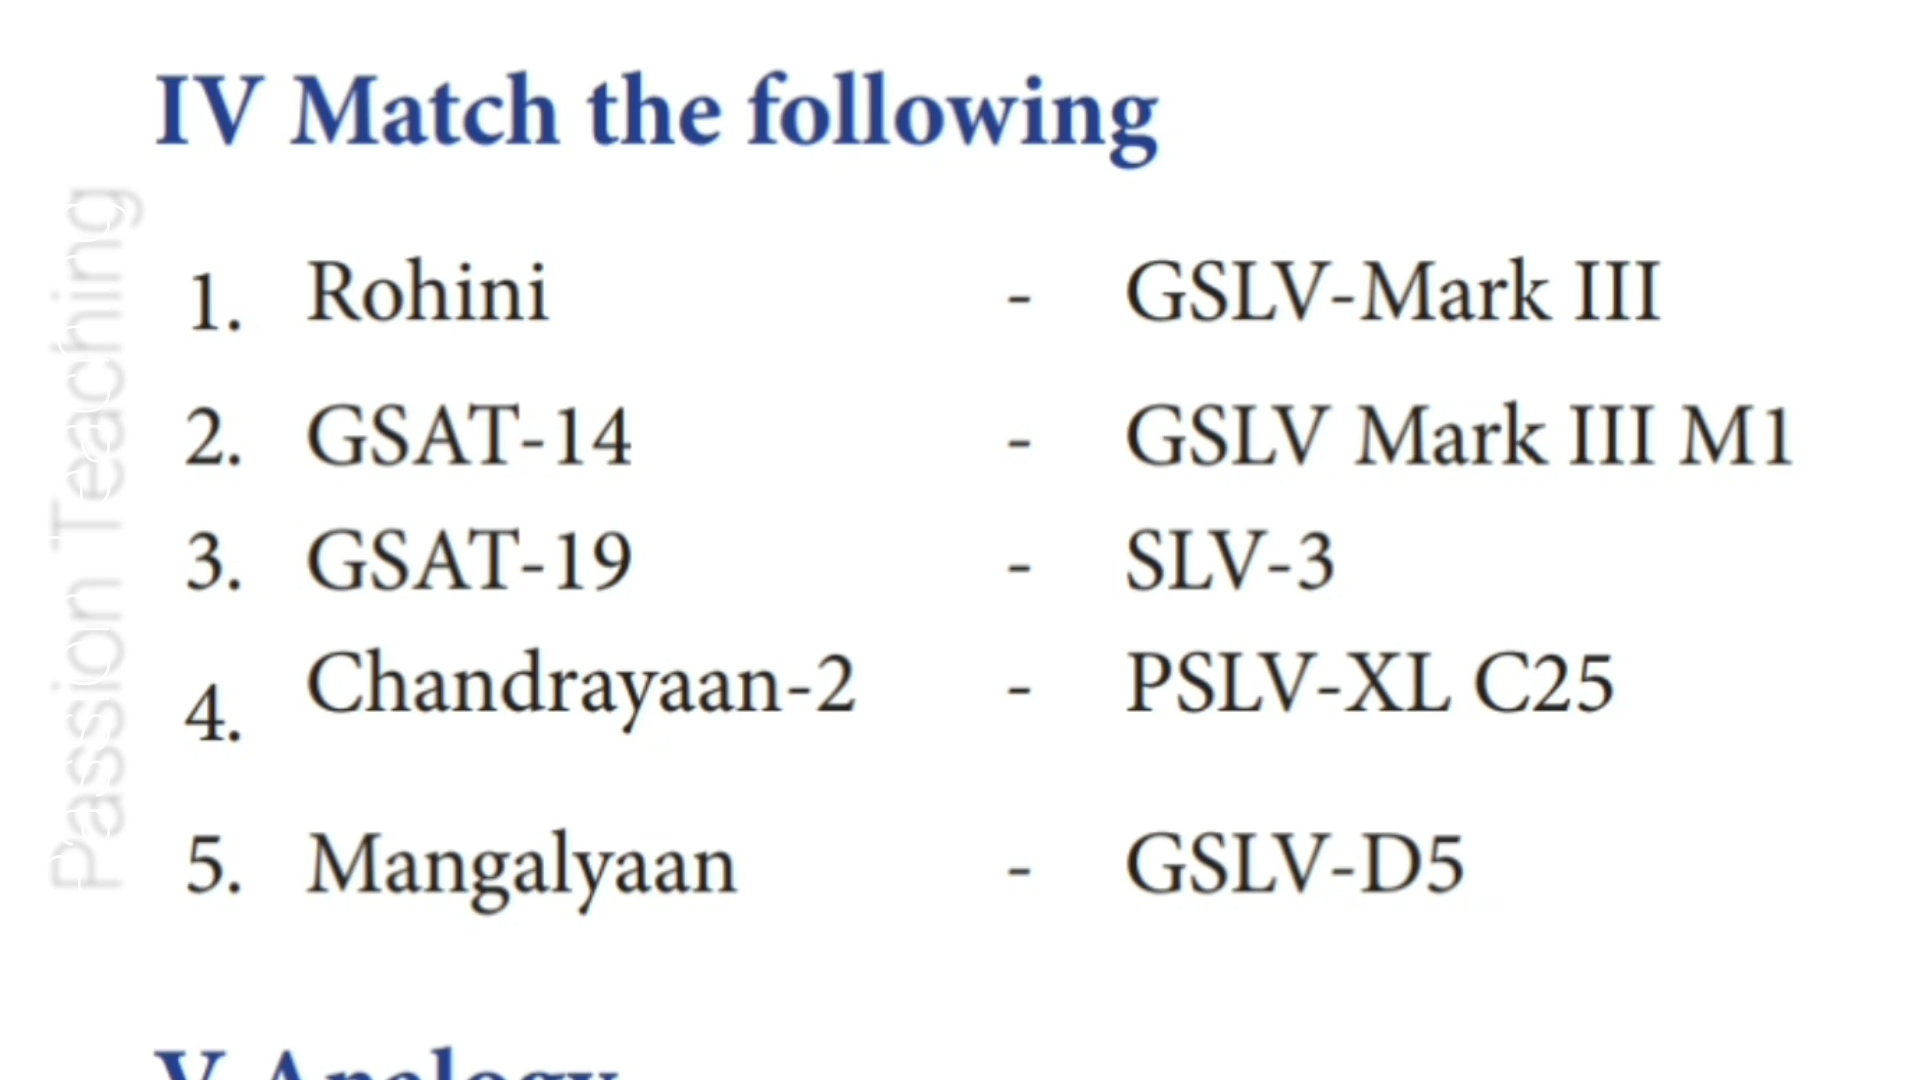 IV Match the following
1. Rohini - GSLV-Mark III
2. GSAT-14 - GSLV Mark III M1
3. GSAT-19 - SLV-3
4. Chandrayaan-2 - PSLV-XL C25
5. Mangalyaan - GSLV-D5
V Analogy
Passion Teaching